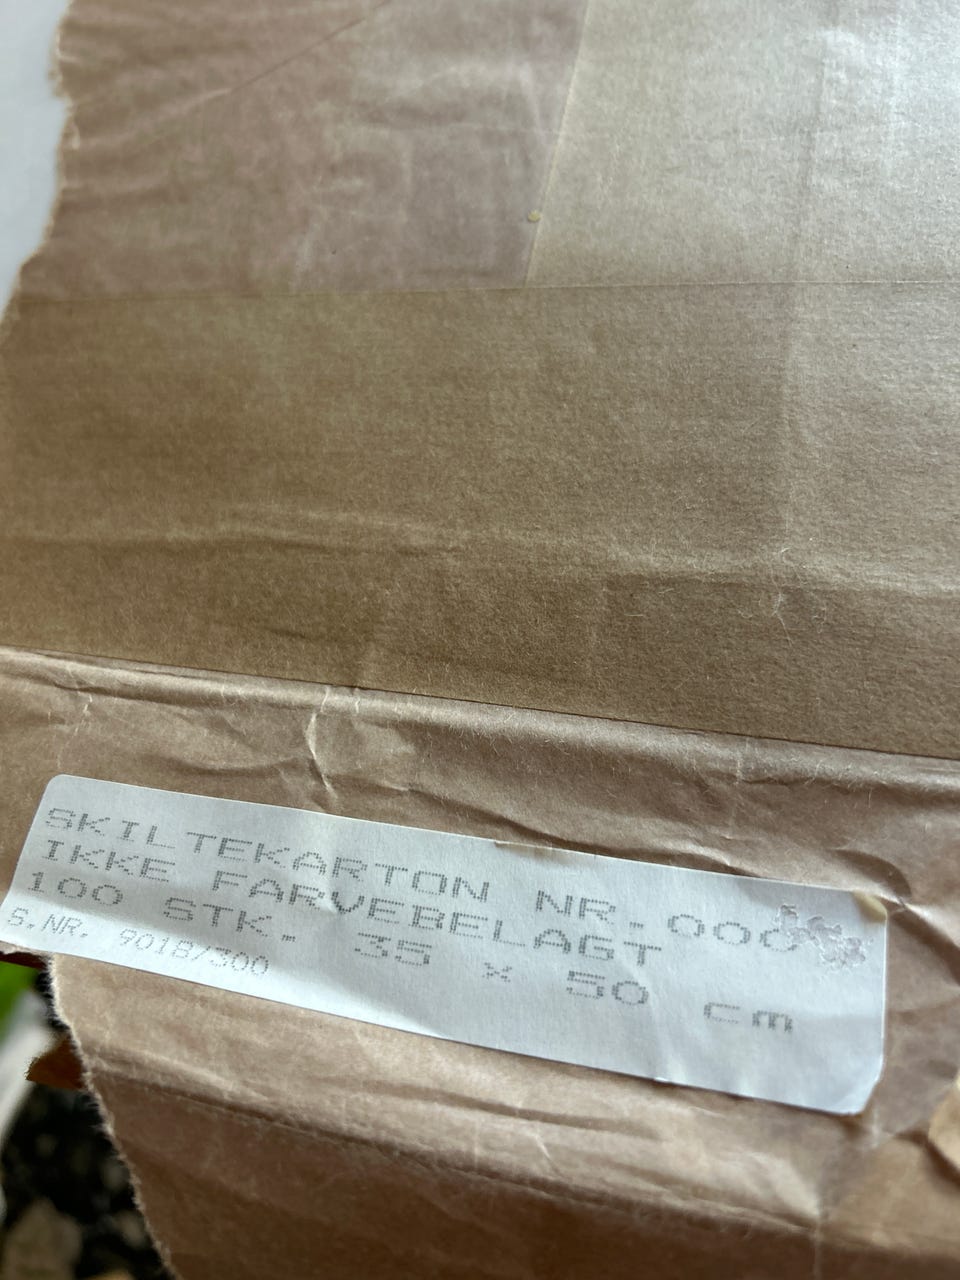 SKILTEKARTON NR.000
IKKE FARVEBELAGT
100 STK. 35 x 50 cm
S.NR. 9018/300